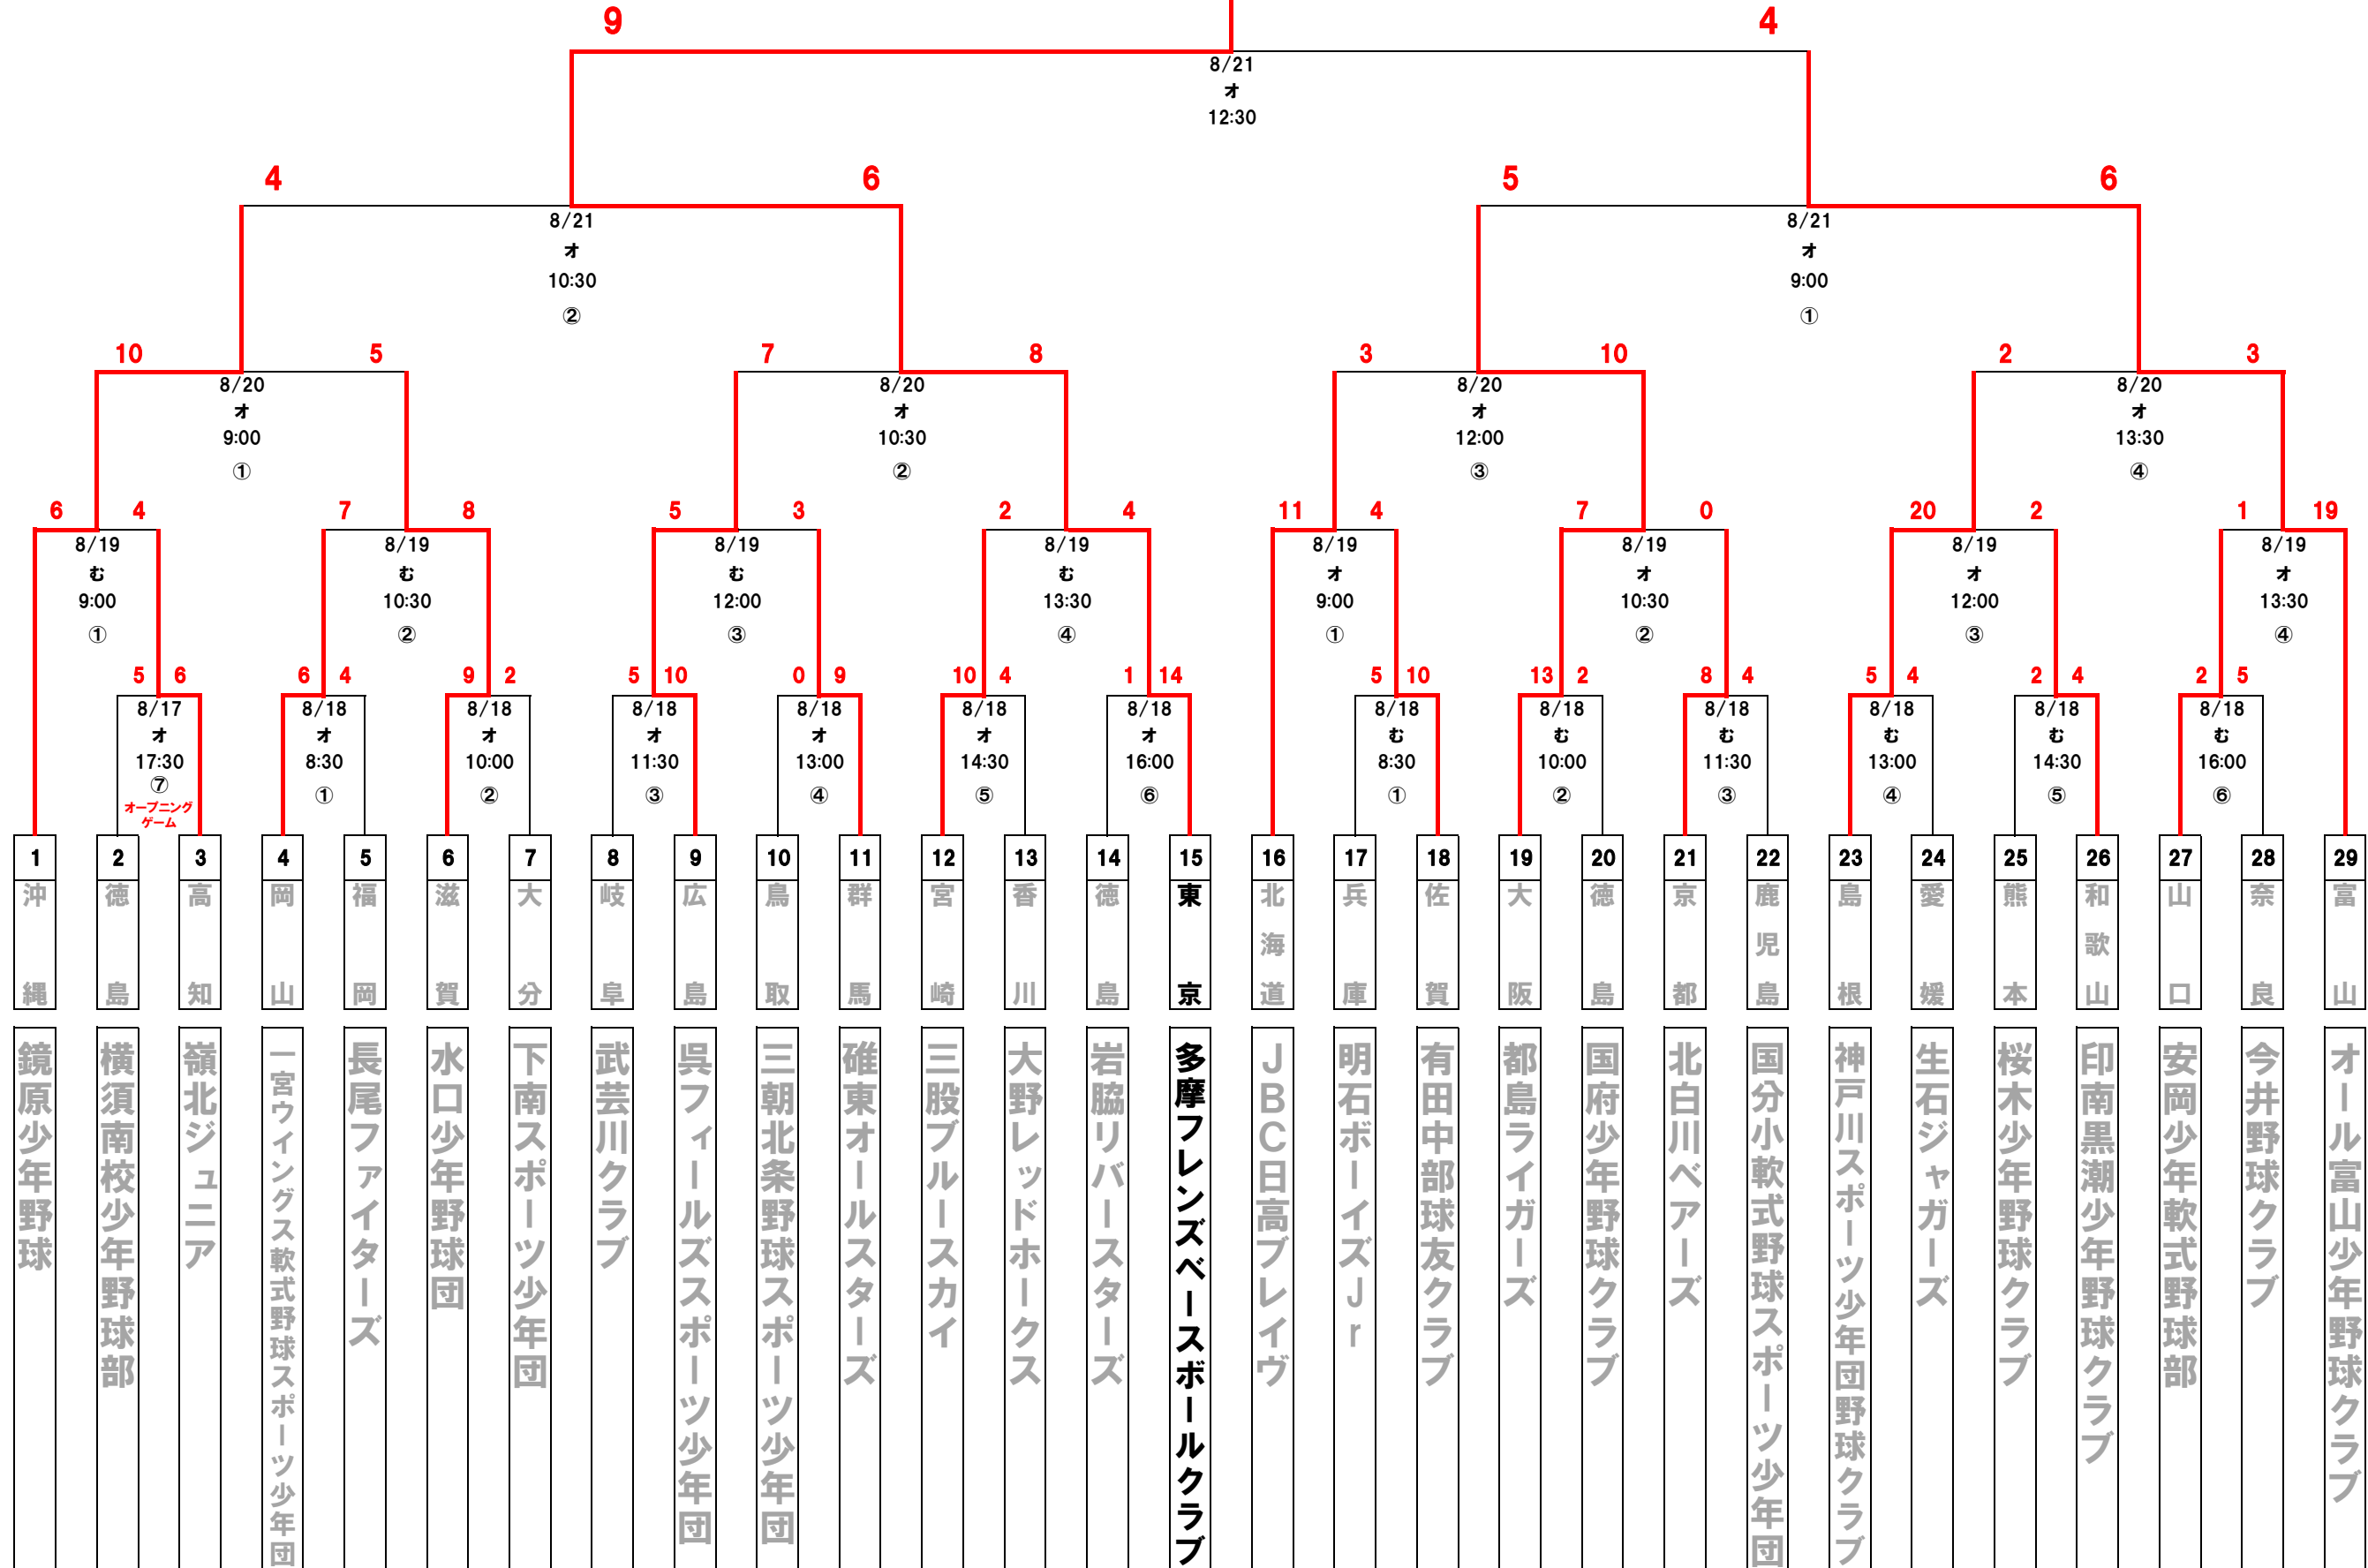 9 4
8/21
オ
12:30
4 6 5 6
8/21 8/21
オ オ
10:30 9:00
② ①
10 5 7 8 3 10 2 3
8/20 8/20 8/20 8/20
オ オ オ オ
9:00 10:30 12:00 13:30
① ② ③ ④
6 4 7 8 5 3 2 4 11 4 7 0 20 2 1 19
8/19 8/19 8/19 8/19 8/19 8/19 8/19 8/19
む む む む オ オ オ オ
9:00 10:30 12:00 13:30 9:00 10:30 12:00 13:30
① ② ③ ④ ① ② ③ ④
5 6 6 4 9 2 5 10 0 9 10 4 1 14 5 10 13 2 8 4 5 4 2 4 2 5
8/17 8/18 8/18 8/18 8/18 8/18 8/18 8/18 8/18 8/18 8/18 8/18 8/18
オ オ オ オ オ オ オ む む む む む む
17:30 8:30 10:00 11:30 13:00 14:30 16:00 8:30 10:00 11:30 13:00 14:30 16:00
⑦ ① ② ③ ④ ⑤ ⑥ ① ② ③ ④ ⑤ ⑥
オープニング
ゲーム
1 2 3 4 5 6 7 8 9 10 11 12 13 14 15 16 17 18 19 20 21 22 23 24 25 26 27 28 29
沖縄 徳島 高知 岡山 福岡 滋賀 大分 岐阜 広島 鳥取 群馬 宮崎 香川 徳島 東京 北海道 兵庫 佐賀 大阪 徳島 京都 鹿児島 島根 愛媛 熊本 和歌山 山口 奈良 富山
鏡原少年野球
横須南校少年野球部
嶺北ジュニア
一宮ウイングス軟式野球スポーツ少年団
長尾ファイターズ
水口少年野球団
下南スポーツ少年団
武芸川クラブ
呉フィールズスポーツ少年団
三朝北条野球スポーツ少年団
碓東オールスターズ
三股ブルースカイ
大野レッドホークス
岩脇リバースターズ
多摩フレンズベースボールクラブ
JBC日高ブレイヴ
明石ボーイズJr
有田中部球友クラブ
都島ライガーズ
国府少年野球クラブ
北白川ベアーズ
国分小軟式野球スポーツ少年団
神戸川スポーツ少年団野球クラブ
生石ジャガーズ
桜木少年野球クラブ
印南黒潮少年野球クラブ
安岡少年軟式野球部
今井野球クラブ
オール富山少年野球クラブ